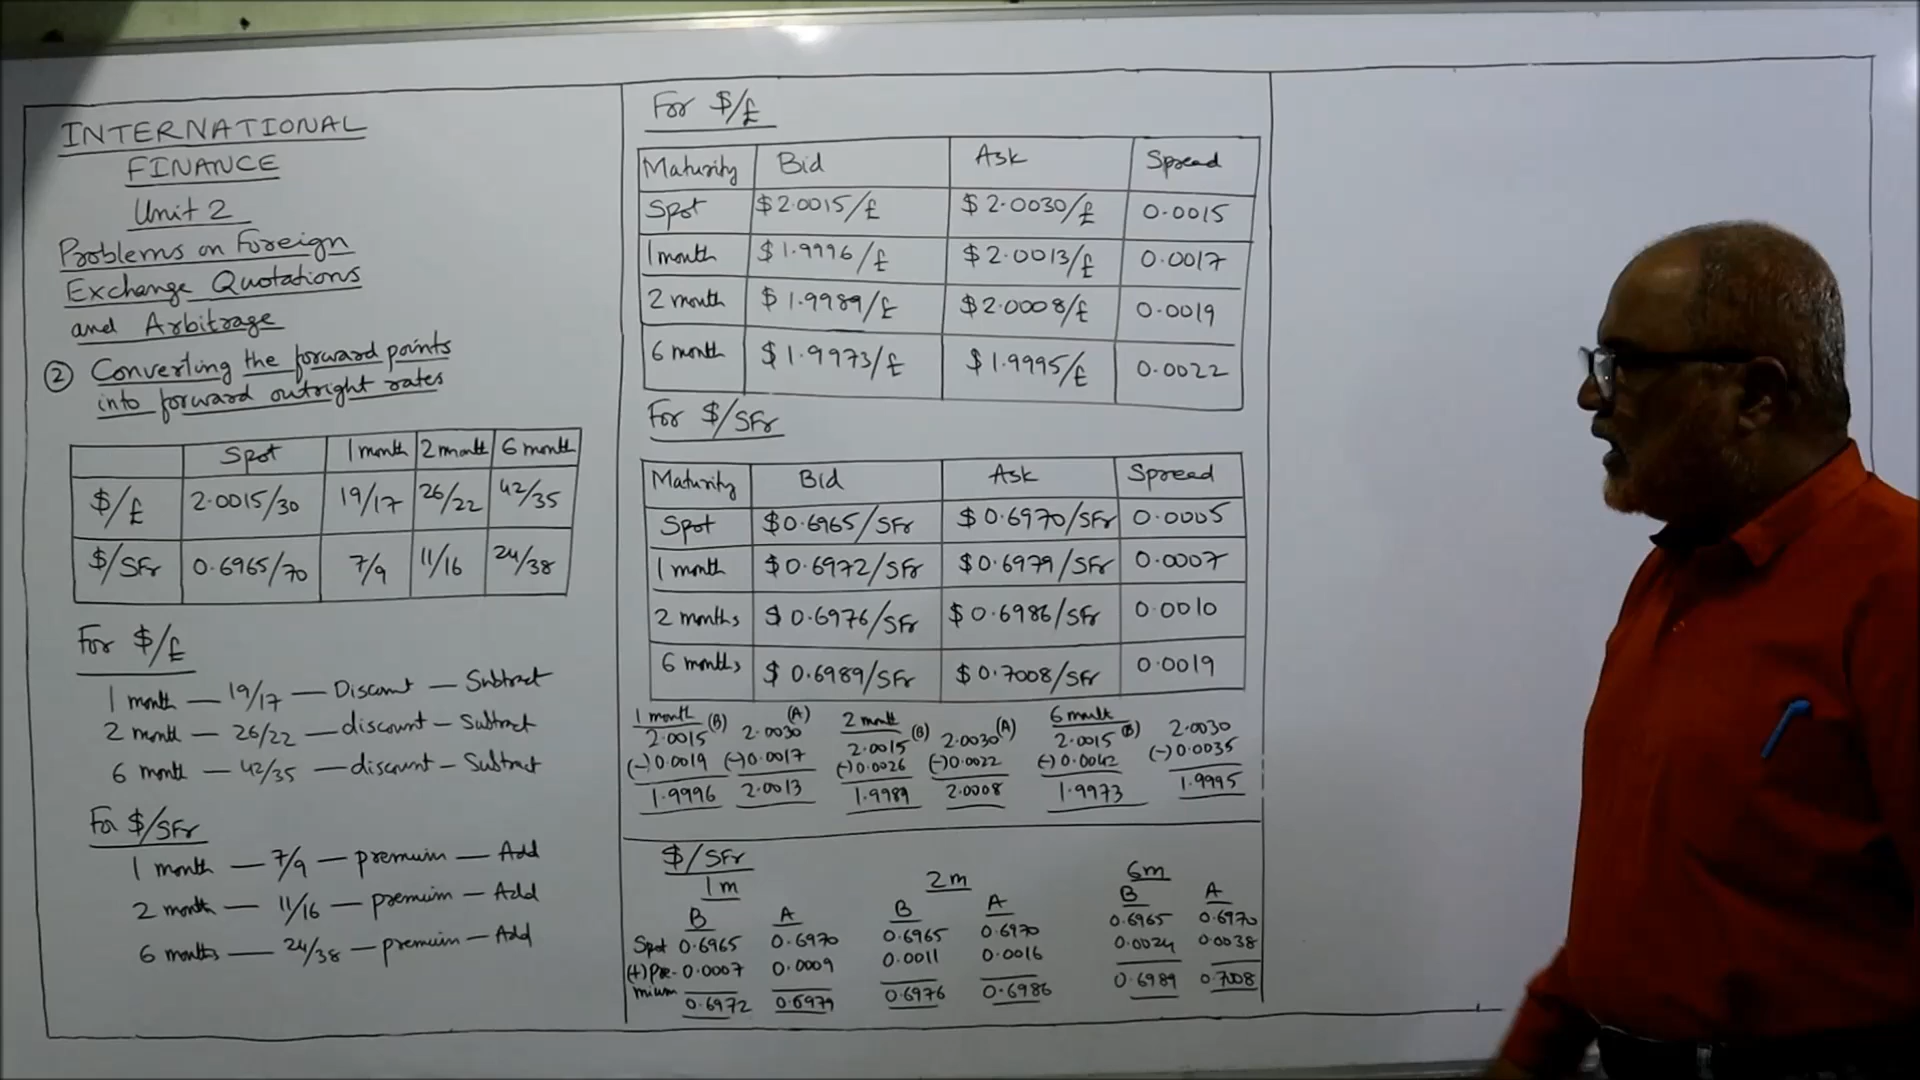 INTERNATIONAL
FINANCE
Unit 2
Problems on Foreign
Exchange Quotations
and Arbitrage
② Converting the forward points
into forward outright rates
Spot 1 month 2 month 6 month
$/£ 2.0015/30 19/17 26/22 42/35
$/SFr 0.6965/70 7/9 11/16 24/38
For $/£
1 month — 19/17 — Discount — Subtract
2 month — 26/22 — discount — Subtract
6 month — 42/35 — discount — Subtract
For $/SFr
1 month — 7/9 — premium — Add
2 month — 11/16 — premium — Add
6 months — 24/38 — premium — Add
For $/£
Maturity Bid Ask Spread
Spot $2.0015/£ $2.0030/£ 0.0015
1 month $1.9996/£ $2.0013/£ 0.0017
2 month $1.9989/£ $2.0008/£ 0.0019
6 month $1.9973/£ $1.9995/£ 0.0022
For $/SFr
Maturity Bid Ask Spread
Spot $0.6965/SFr $0.6970/SFr 0.0005
1 month $0.6972/SFr $0.6979/SFr 0.0007
2 months $0.6976/SFr $0.6986/SFr 0.0010
6 months $0.6989/SFr $0.7008/SFr 0.0019
1 month 2 month 6 month
2.0015 (B) 2.0030 (A) 2.0015 (B) 2.0030 (A) 2.0015 (B) 2.0030
(-) 0.0019 (-) 0.0017 (-) 0.0026 (-) 0.0022 (-) 0.0042 (-) 0.0035
1.9996 2.0013 1.9989 2.0008 1.9973 1.9995
$/SFr
1m 2m 6m
B A B A B A
Spot 0.6965 0.6970 0.6965 0.6970 0.6965 0.6970
(+) Pre- 0.0007 0.0009 0.0011 0.0016 0.0024 0.0038
mium 0.6972 0.6979 0.6976 0.6986 0.6989 0.7008